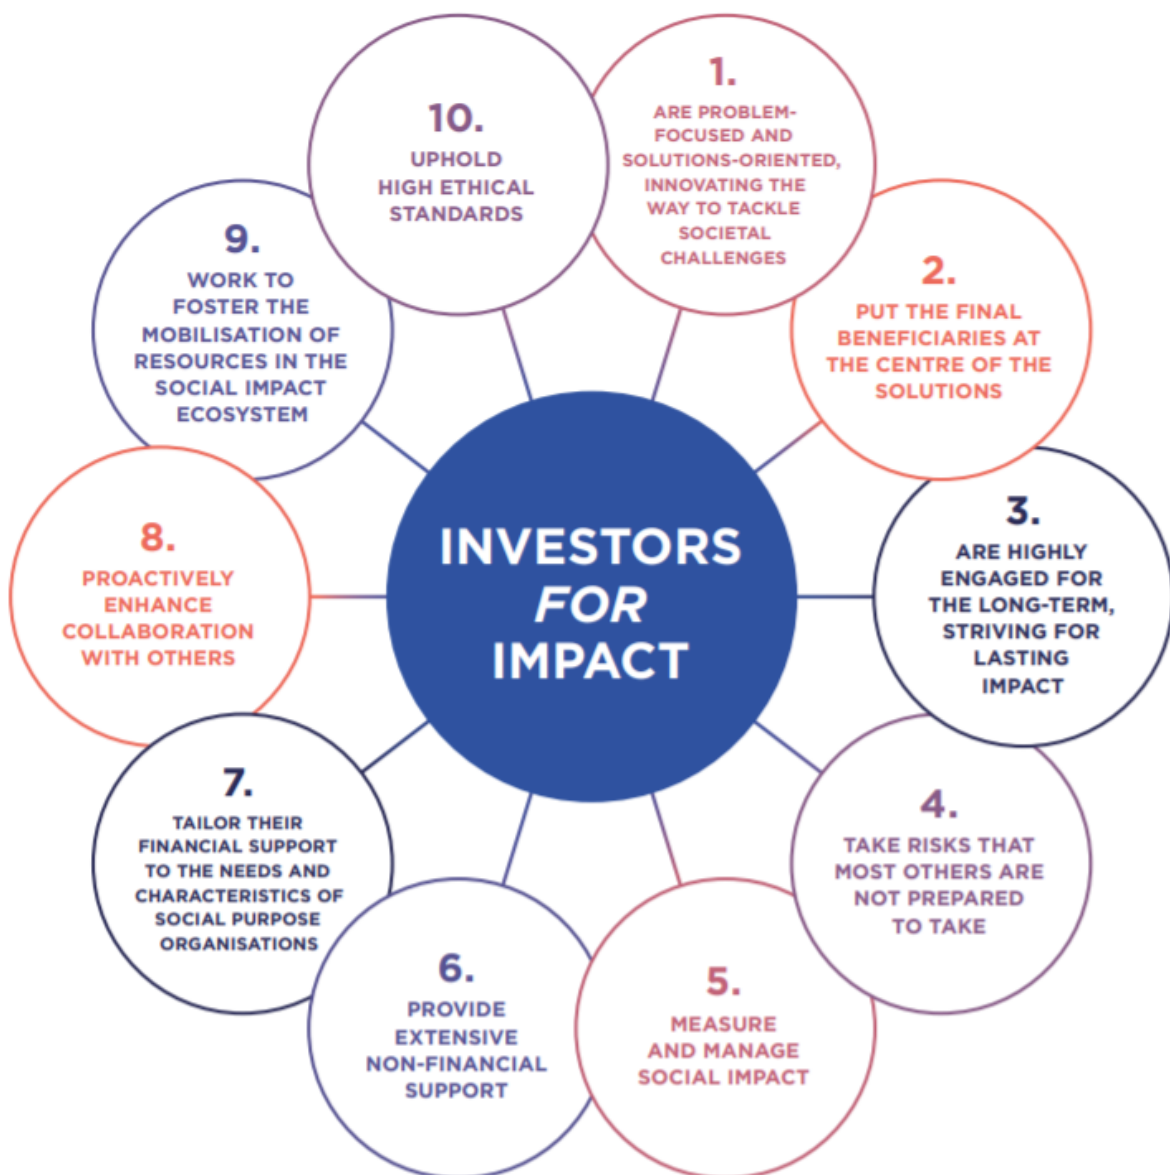 1.
ARE PROBLEM-
FOCUSED AND
SOLUTIONS-ORIENTED,
INNOVATING THE
WAY TO TACKLE
SOCIETAL
CHALLENGES
2.
PUT THE FINAL
BENEFICIARIES AT
THE CENTRE OF THE
SOLUTIONS
3.
ARE HIGHLY
ENGAGED FOR
THE LONG-TERM,
STRIVING FOR
LASTING
IMPACT
4.
TAKE RISKS THAT
MOST OTHERS ARE
NOT PREPARED
TO TAKE
5.
MEASURE
AND MANAGE
SOCIAL IMPACT
6.
PROVIDE
EXTENSIVE
NON-FINANCIAL
SUPPORT
7.
TAILOR THEIR
FINANCIAL SUPPORT
TO THE NEEDS AND
CHARACTERISTICS OF
SOCIAL PURPOSE
ORGANISATIONS
8.
PROACTIVELY
ENHANCE
COLLABORATION
WITH OTHERS
9.
WORK TO
FOSTER THE
MOBILISATION OF
RESOURCES IN THE
SOCIAL IMPACT
ECOSYSTEM
10.
UPHOLD
HIGH ETHICAL
STANDARDS
INVESTORS
FOR
IMPACT